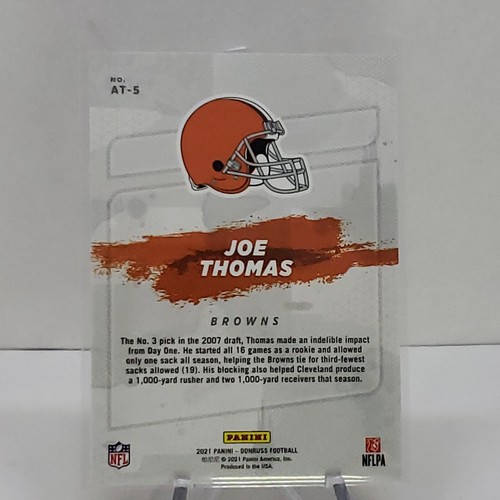 NO.
AT-5
JOE
THOMAS
BROWNS
The No. 3 pick in the 2007 draft, Thomas made an indelible impact
from Day One. He started all 16 games as a rookie and allowed
only one sack all season, helping the Browns tie for third-fewest
sacks allowed (19). His blocking also helped Cleveland produce
a 1,000-yard rusher and two 1,000-yard receivers that season.
PANINI
2021 PANINI - DONRUSS FOOTBALL
© 2021 Panini America, Inc.
Produced in the USA.
NFL
NFLPA